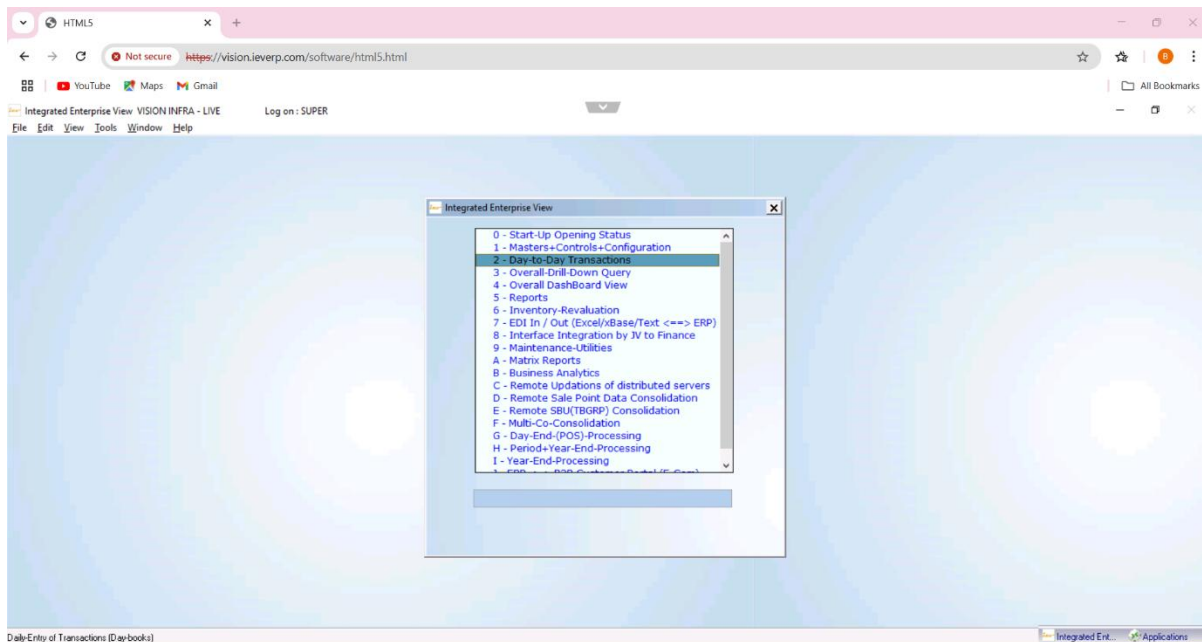 HTML5
Not secure https://vision.ieverp.com/software/html5.html
B
YouTube Maps Gmail
All Bookmarks
Integrated Enterprise View VISION INFRA - LIVE Log on : SUPER
File Edit View Tools Window Help
Integrated Enterprise View
0 - Start-Up Opening Status
1 - Masters+Controls+Configuration
2 - Day-to-Day Transactions
3 - Overall-Drill-Down Query
4 - Overall DashBoard View
5 - Reports
6 - Inventory-Revaluation
7 - EDI In / Out (Excel/xBase/Text <==> ERP)
8 - Interface Integration by JV to Finance
9 - Maintenance-Utilities
A - Matrix Reports
B - Business Analytics
C - Remote Updations of distributed servers
D - Remote Sale Point Data Consolidation
E - Remote SBU(TBGRP) Consolidation
F - Multi-Co-Consolidation
G - Day-End-(POS)-Processing
H - Period+Year-End-Processing
I - Year-End-Processing
Daily-Entry of Transactions (Day-books)
Integrated Ent... Applications